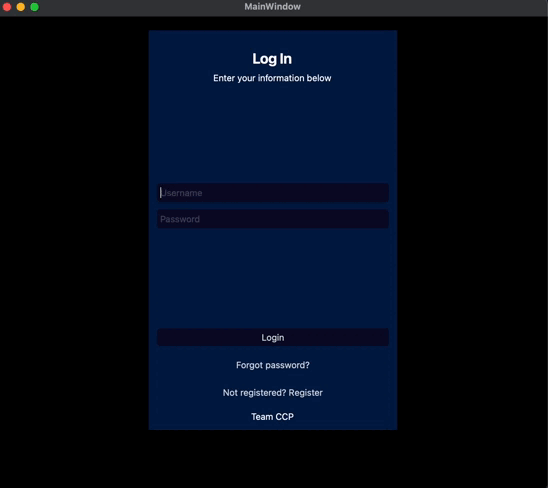 MainWindow
Log In
Enter your information below
Username
Password
Login
Forgot password?
Not registered? Register
Team CCP